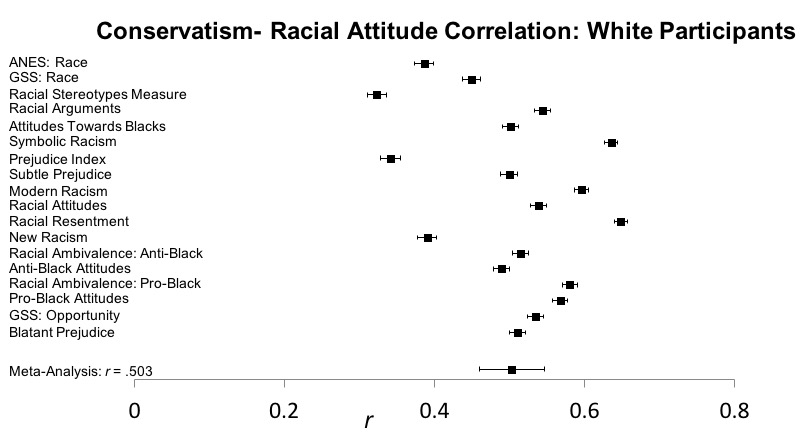 Conservatism- Racial Attitude Correlation: White Participants
ANES: Race
GSS: Race
Racial Stereotypes Measure
Racial Arguments
Attitudes Towards Blacks
Symbolic Racism
Prejudice Index
Subtle Prejudice
Modern Racism
Racial Attitudes
Racial Resentment
New Racism
Racial Ambivalence: Anti-Black
Anti-Black Attitudes
Racial Ambivalence: Pro-Black
Pro-Black Attitudes
GSS: Opportunity
Blatant Prejudice
Meta-Analysis: r = .503
0 0.2 0.4 0.6 0.8
r